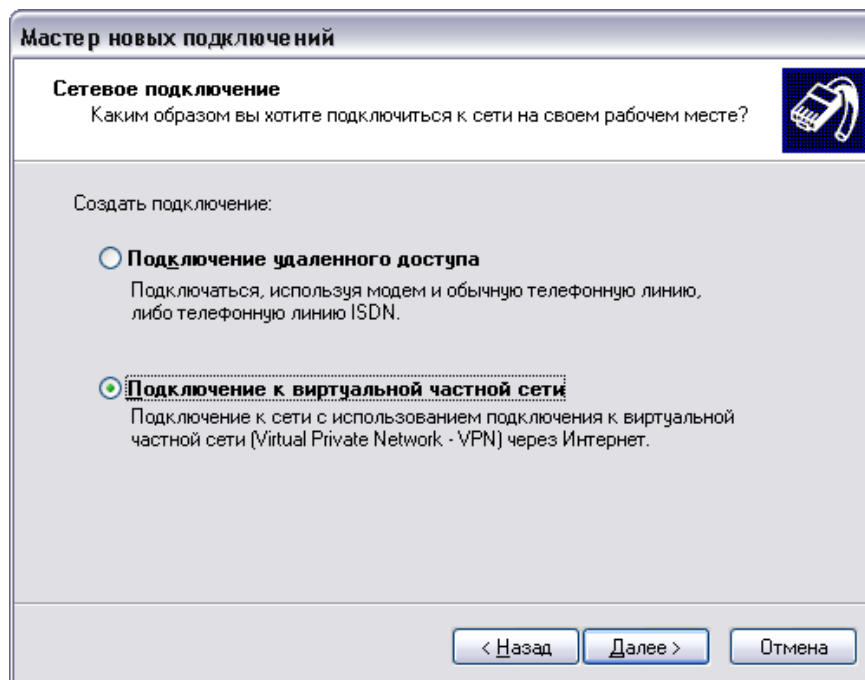 Мастер новых подключений
Сетевое подключение
Каким образом вы хотите подключиться к сети на своем рабочем месте?
Создать подключение:
Подключение удаленного доступа
Подключаться, используя модем и обычную телефонную линию,
либо телефонную линию ISDN.
Подключение к виртуальной частной сети
Подключение к сети с использованием подключения к виртуальной
частной сети (Virtual Private Network - VPN) через Интернет.
< Назад Далее > Отмена